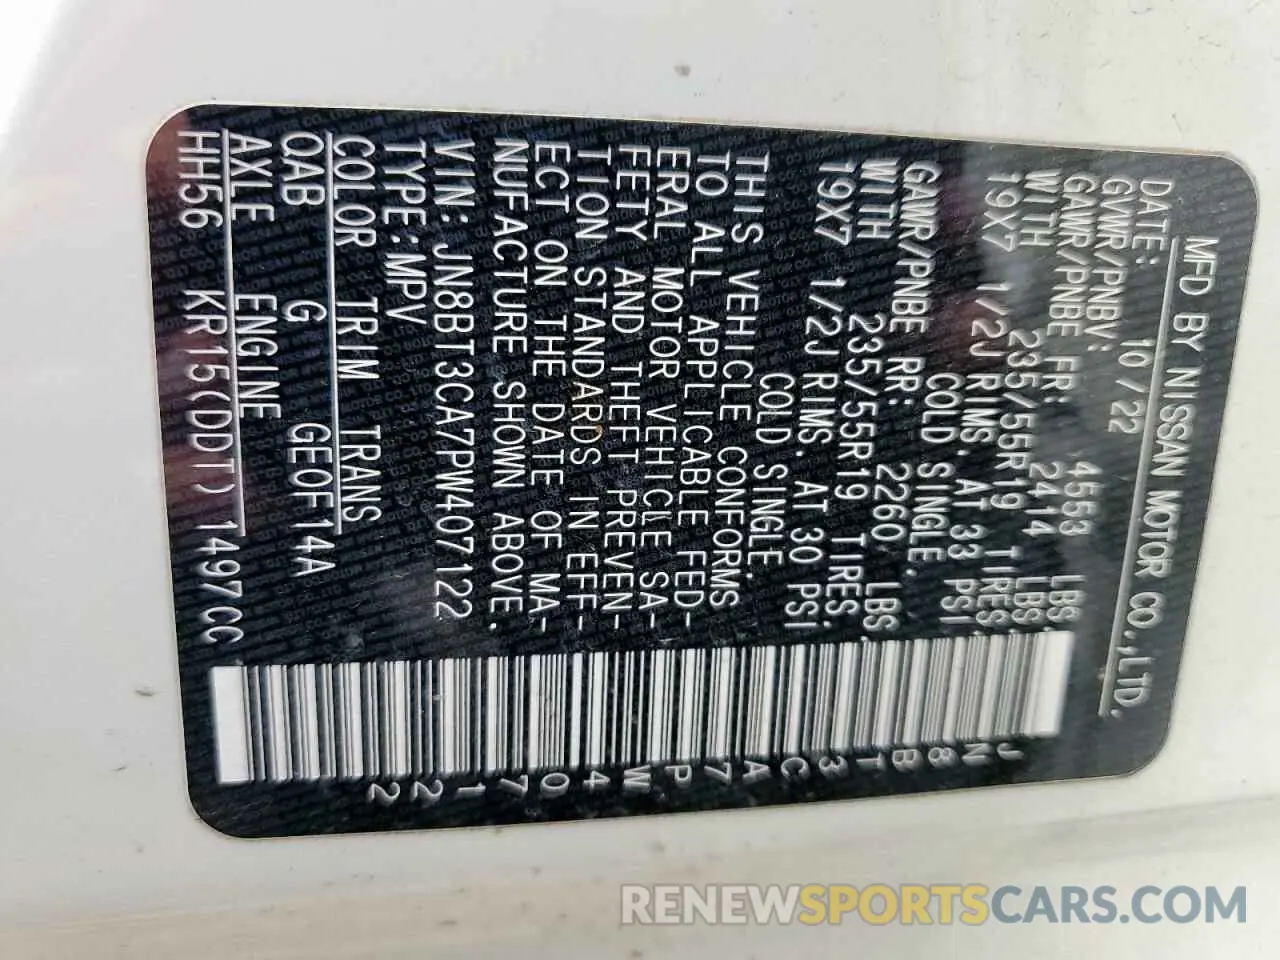 MFD BY NISSAN MOTOR CO.,LTD.
DATE: 10/22
GVWR/PNBV: 4553 LBS.
GAWR/PNBE FR: 2414 LBS.
WITH 235/55R19 TIRES.
19X7 1/2J RIMS. AT 33 PSI
COLD SINGLE.
GAWR/PNBE RR: 2260 LBS.
WITH 235/55R19 TIRES.
19X7 1/2J RIMS. AT 30 PSI
COLD SINGLE.
THIS VEHICLE CONFORMS
TO ALL APPLICABLE FED-
ERAL MOTOR VEHICLE SA-
FETY AND THEFT PREVEN-
TION STANDARDS IN EFF-
ECT ON THE DATE OF MA-
NUFACTURE SHOWN ABOVE.
VIN:JN8BT3CA7PW407122
TYPE:MPV
COLOR TRIM TRANS
QAB G GE0F14A
AXLE ENGINE
HH56 KR15(DDT) 1497CC
JN8BT3CA7PW407122
RENEWSPORTSCARS.COM